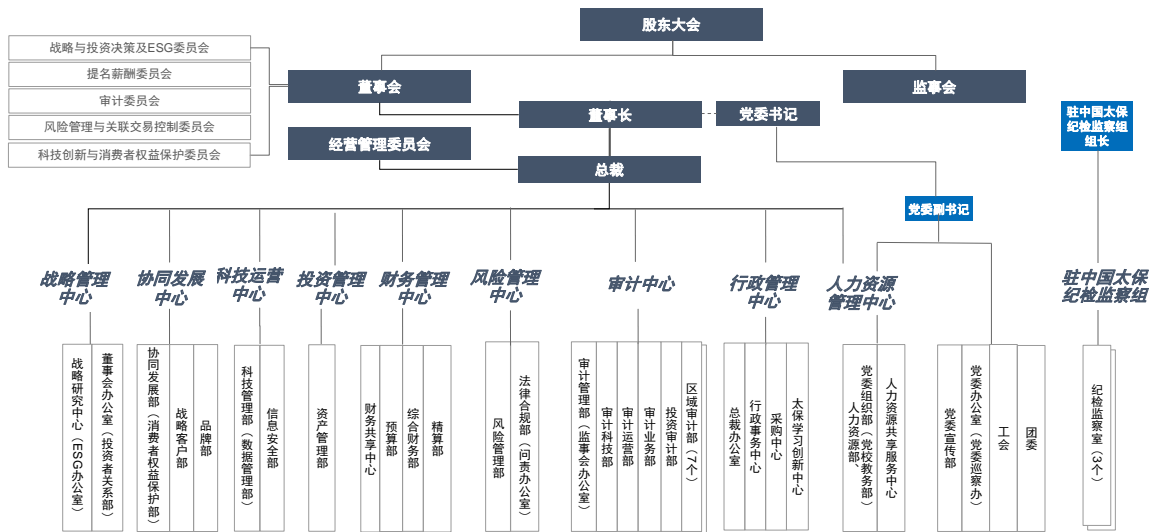 股东大会
战略与投资决策及ESG委员会
提名薪酬委员会
审计委员会
风险管理与关联交易控制委员会
科技创新与消费者权益保护委员会
董事会
监事会
董事长
党委书记
驻中国太保
纪检监察组
组长
经营管理委员会
总裁
党委副书记
战略管理
中心
协同发展
中心
科技运营
中心
投资管理
中心
财务管理
中心
风险管理
中心
审计中心
行政管理
中心
人力资源
管理中心
驻中国太保
纪检监察组
战略研究中心（ESG办公室）
董事会办公室（投资者关系部）
协同发展部（消费者权益保护部）
战略客户部
品牌部
科技管理部（数据管理部）
信息安全部
资产管理部
财务共享中心
预算部
综合财务部
精算部
风险管理部
法律合规部（问责办公室）
审计管理部（监事会办公室）
审计科技部
审计运营部
审计业务部
投资审计部
区域审计部（7个）
总裁办公室
行政事务中心
采购中心
太保学习创新中心
党委组织部（党校教务部）
人力资源部、
人力资源共享服务中心
党委宣传部
党委办公室（党委巡察办）
工会
团委
纪检监察室（3个）